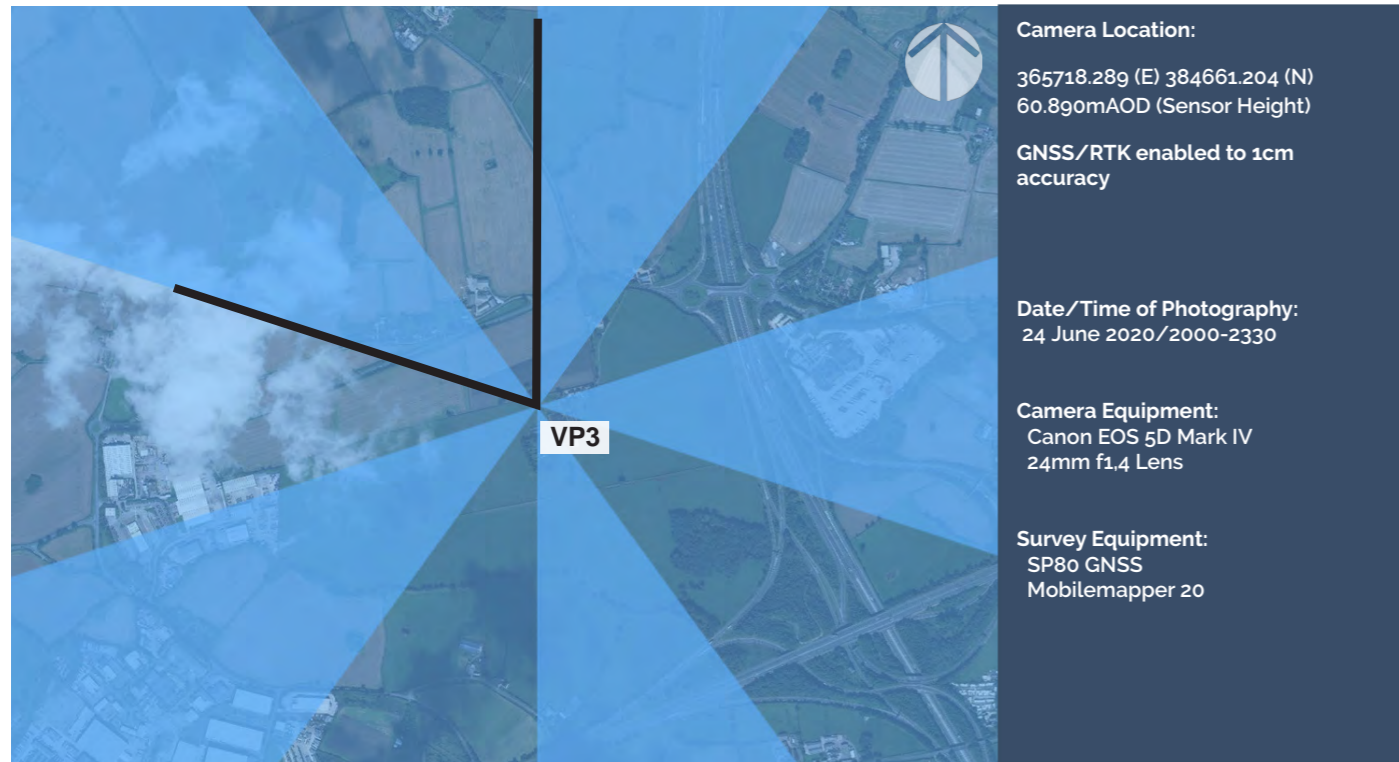 VP3
Camera Location:
365718.289 (E) 384661.204 (N)
60.890mAOD (Sensor Height)
GNSS/RTK enabled to 1cm
accuracy
Date/Time of Photography:
24 June 2020/2000-2330
Camera Equipment:
Canon EOS 5D Mark IV
24mm f1,4 Lens
Survey Equipment:
SP80 GNSS
Mobilemapper 20